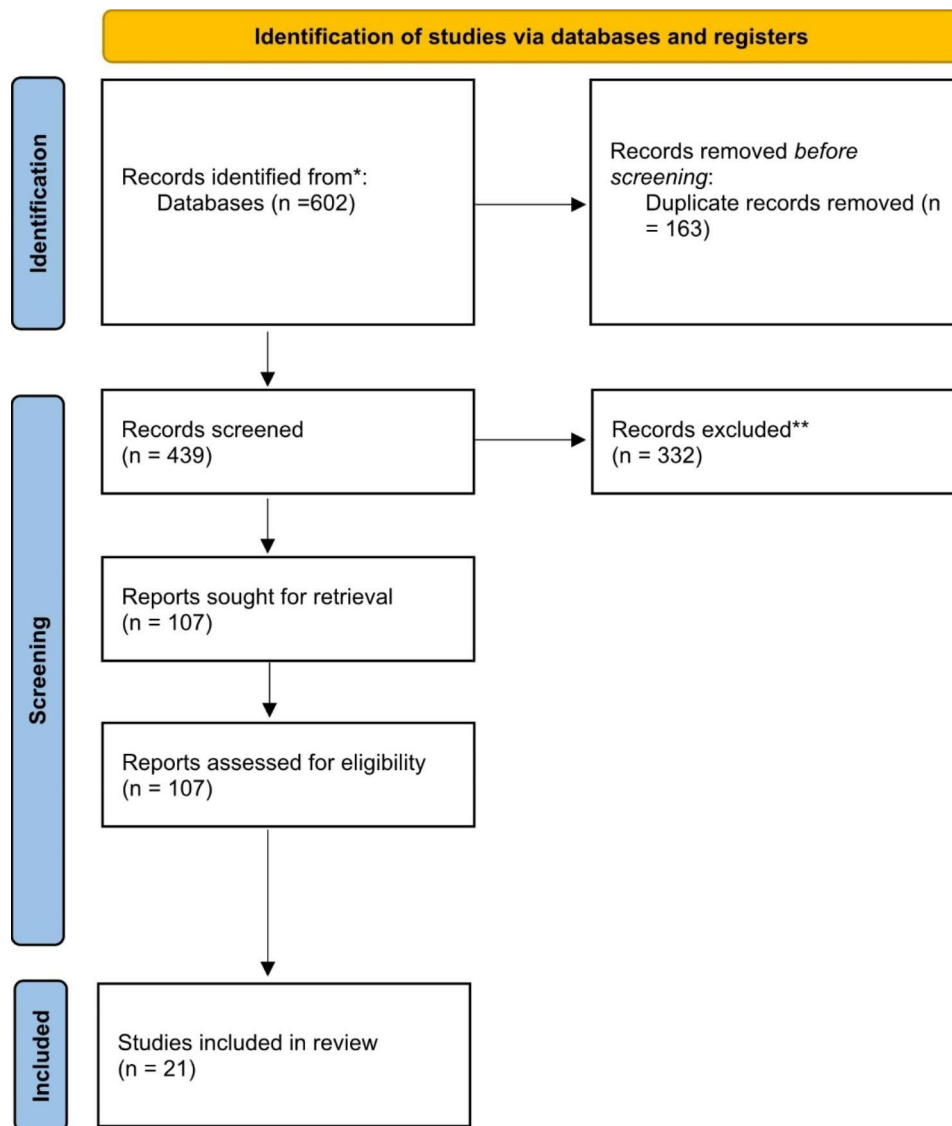 Identification of studies via databases and registers
Identification
Records identified from*:
Databases (n =602)
Records removed before
screening:
Duplicate records removed (n
= 163)
Screening
Records screened
(n = 439)
Records excluded**
(n = 332)
Reports sought for retrieval
(n = 107)
Reports assessed for eligibility
(n = 107)
Included
Studies included in review
(n = 21)